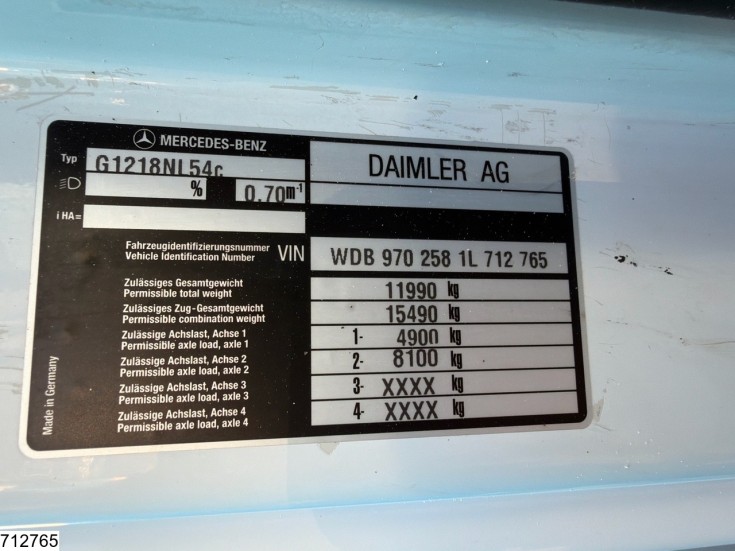 MERCEDES-BENZ
DAIMLER AG
Typ G1218NL54c
% 0.70m-1
i HA=
Fahrzeugidentifizierungsnummer
Vehicle Identification Number VIN WDB 970 258 1L 712 765
Zulässiges Gesamtgewicht
Permissible total weight 11990 kg
Zulässiges Zug-Gesamtgewicht
Permissible combination weight 15490 kg
Zulässige Achslast, Achse 1
Permissible axle load, axle 1 1- 4900 kg
Zulässige Achslast, Achse 2
Permissible axle load, axle 2 2- 8100 kg
Zulässige Achslast, Achse 3
Permissible axle load, axle 3 3- XXXX kg
Zulässige Achslast, Achse 4
Permissible axle load, axle 4 4- XXXX kg
Made in Germany
712765